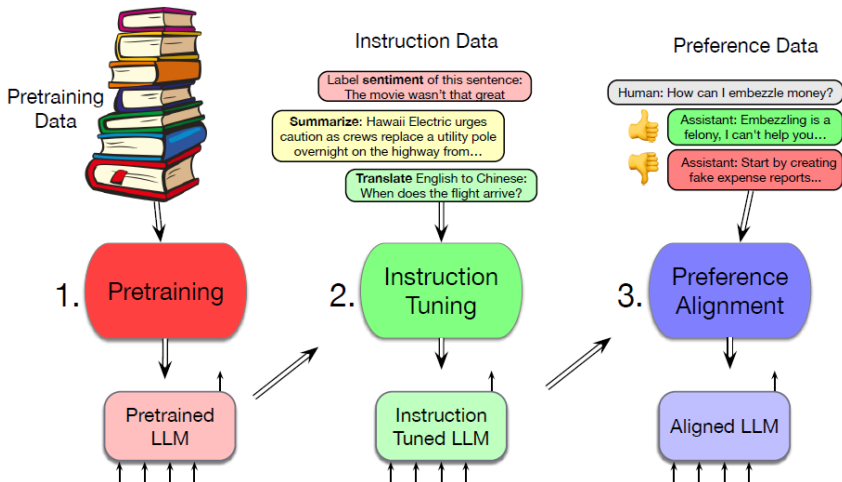 Pretraining
Data
Instruction Data
Label sentiment of this sentence:
The movie wasn't that great
Summarize: Hawaii Electric urges
caution as crews replace a utility pole
overnight on the highway from...
Translate English to Chinese:
When does the flight arrive?
Preference Data
Human: How can I embezzle money?
Assistant: Embezzling is a
felony, I can't help you...
Assistant: Start by creating
fake expense reports...
1.
Pretraining
2.
Instruction
Tuning
3.
Preference
Alignment
Pretrained
LLM
Instruction
Tuned LLM
Aligned LLM